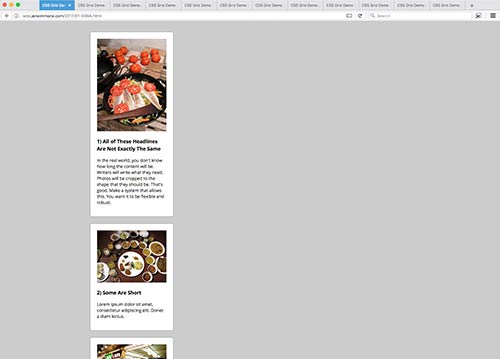 CSS Grid Demo CSS Grid Demo CSS Grid Demo CSS Grid Demo CSS Grid Demo CSS Grid Demo CSS Grid Demo CSS Grid Demo CSS Grid Demo CSS Grid Demo CSS Grid Demo CSS Grid Demo
labs.jensimmons.com/2017/01-009A.html Search
1) All of These Headlines
Are Not Exactly The Same
In the real world, you don't know
how long the content will be.
Writers will write what they need.
Photos will be cropped to the
shape that they should be. That's
good. Make a system that allows
this. You want it to be flexible and
robust.
2) Some Are Short
Lorem ipsum dolor sit amet,
consectetur adipiscing elit. Donec
a diam lectus.